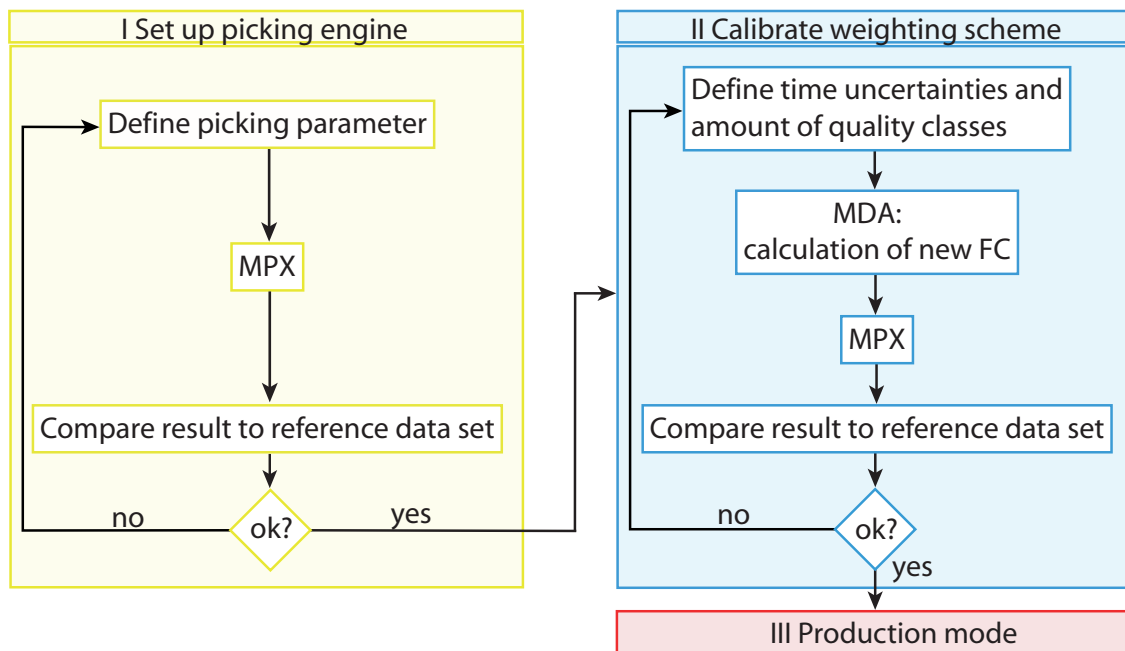 I Set up picking engine
Define picking parameter
MPX
Compare result to reference data set
ok?
no
yes
II Calibrate weighting scheme
Define time uncertainties and
amount of quality classes
MDA:
calculation of new FC
MPX
Compare result to reference data set
ok?
no
yes
III Production mode